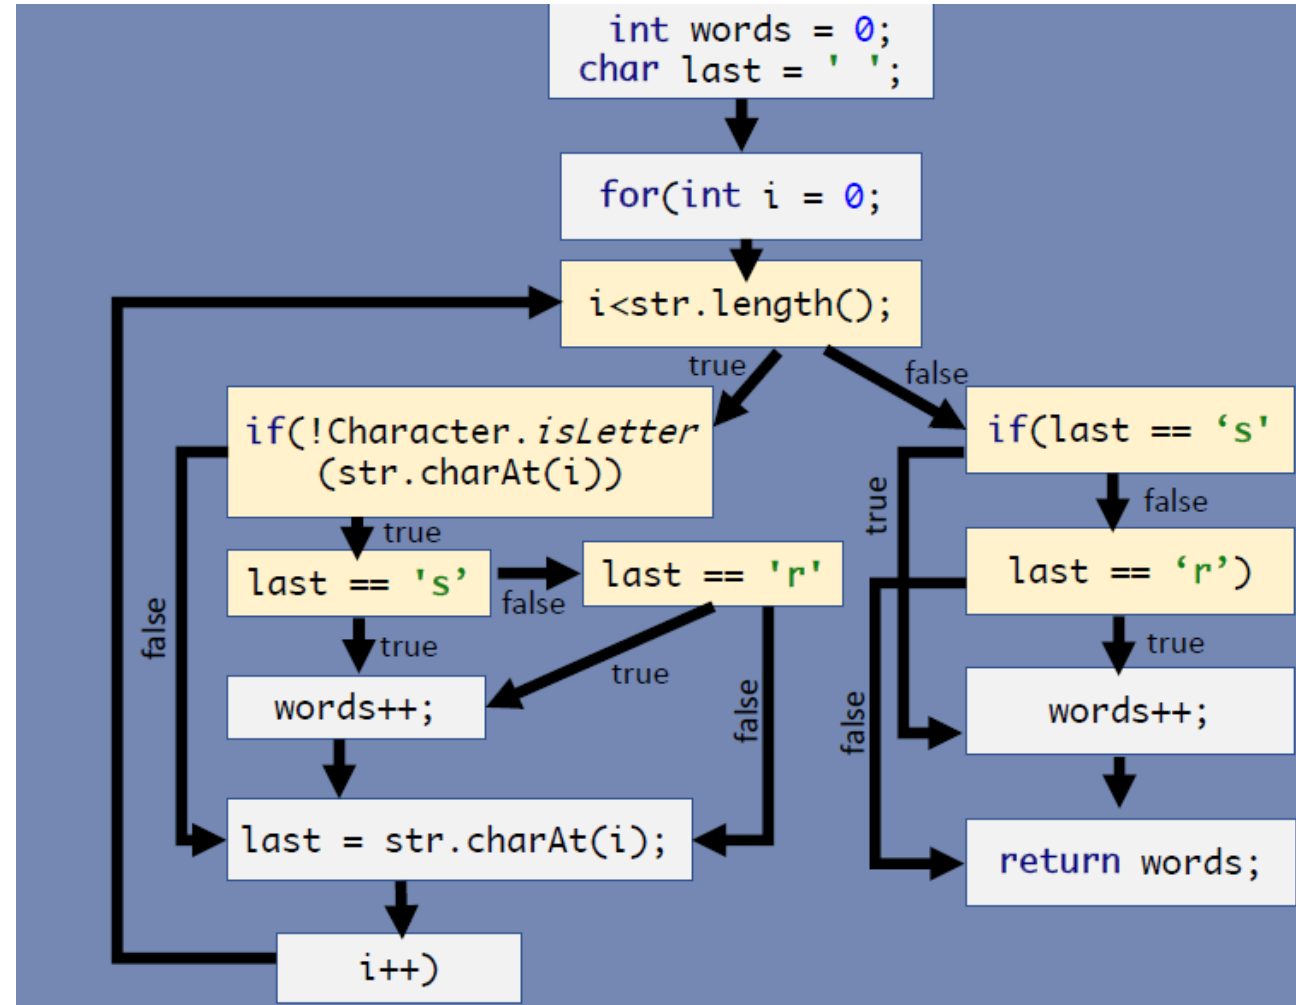 int words = 0;
char last = ' ';
for(int i = 0;
i<str.length();
true
false
if(!Character.isLetter
(str.charAt(i))
if(last == ‘s'
true
false
true
false
last == 's’
false
last == 'r'
last == ‘r’)
true
true
true
false
false
words++;
words++;
last = str.charAt(i);
return words;
i++)